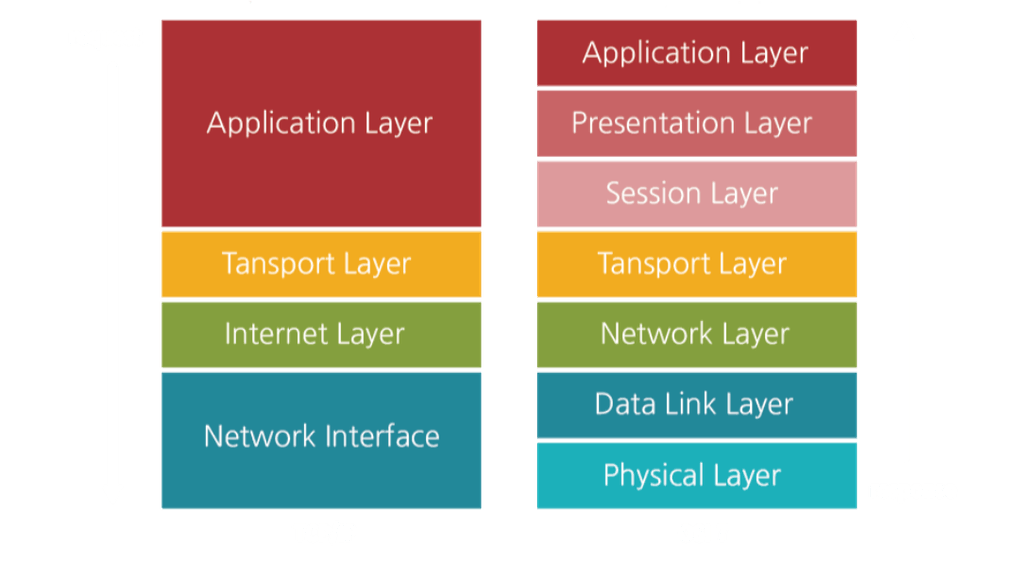 Application Layer
Tansport Layer
Internet Layer
Network Interface
Application Layer
Presentation Layer
Session Layer
Tansport Layer
Network Layer
Data Link Layer
Physical Layer